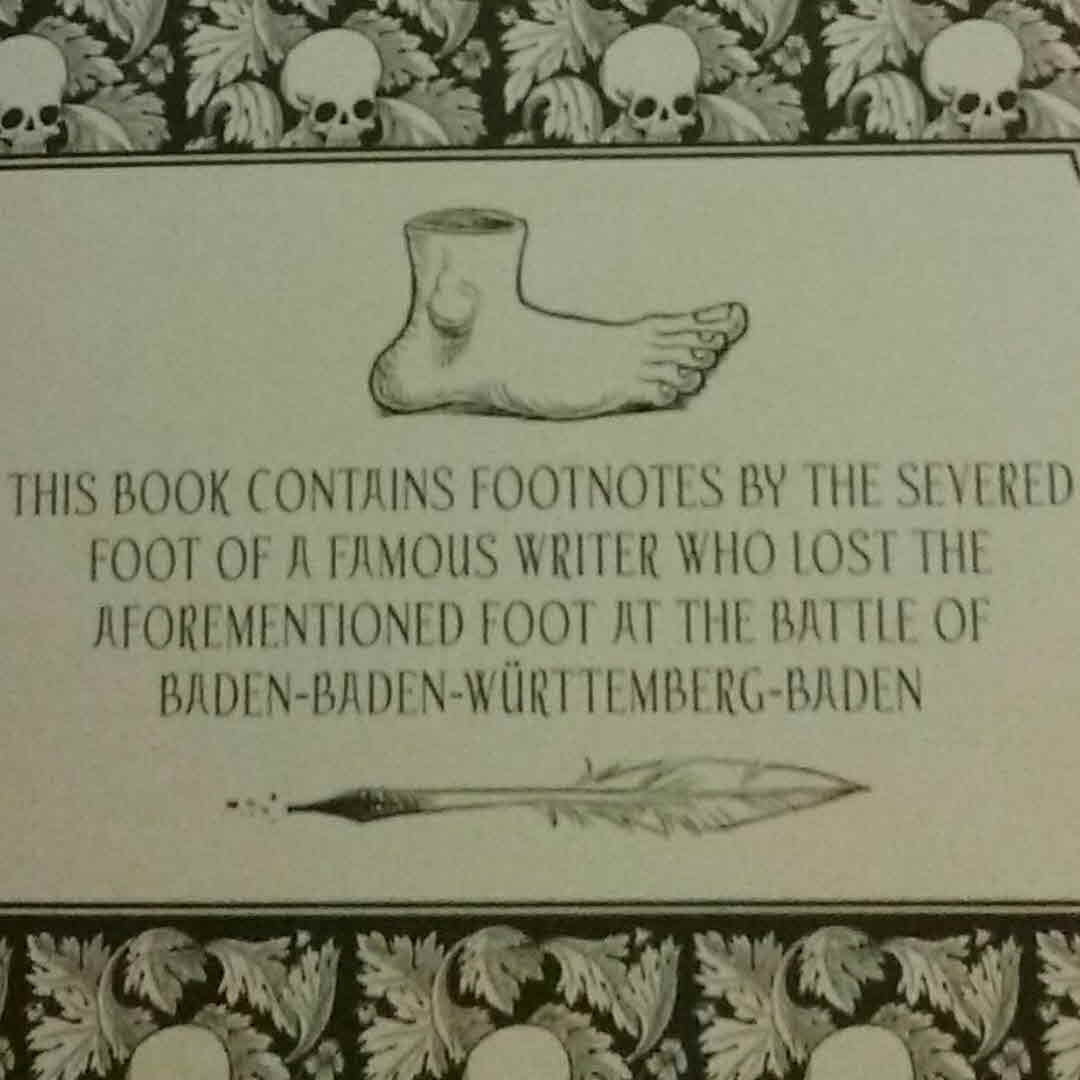 THIS BOOK CONTAINS FOOTNOTES BY THE SEVERED
FOOT OF A FAMOUS WRITER WHO LOST THE
AFOREMENTIONED FOOT AT THE BATTLE OF
BADEN-BADEN-WÜRTTEMBERG-BADEN